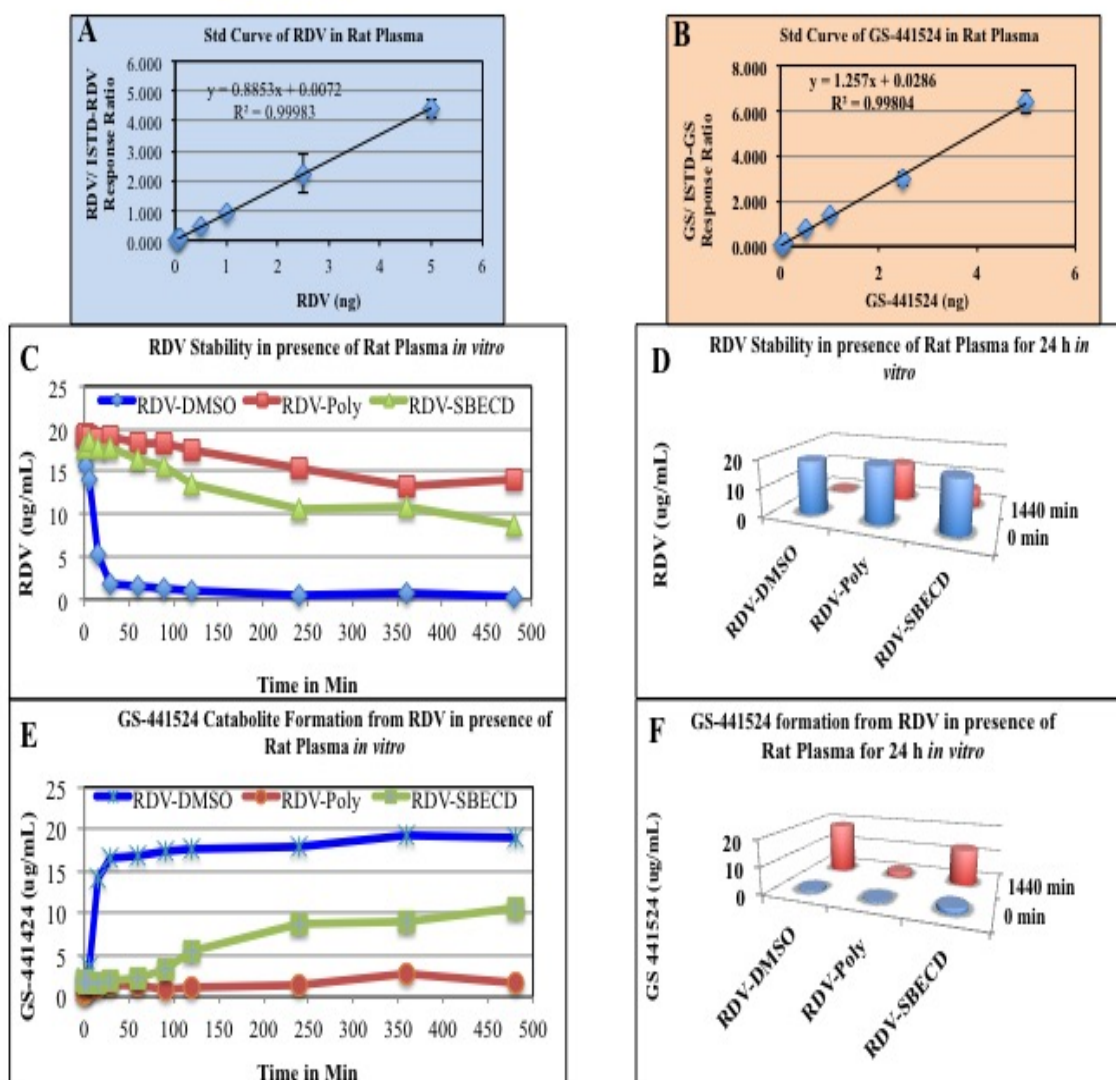 A
Std Curve of RDV in Rat Plasma
6.000
5.000
4.000
3.000
2.000
1.000
0.000
y = 0.8853x + 0.0072
R² = 0.99983
RDV/ ISTD-RDV
Response Ratio
0 1 2 3 4 5 6
RDV (ng)
B
Std Curve of GS-441524 in Rat Plasma
8.000
6.000
4.000
2.000
0.000
y = 1.257x + 0.0286
R² = 0.99804
GS/ ISTD-GS
Response Ratio
0 2 4 6
GS-441524 (ng)
C
RDV Stability in presence of Rat Plasma in vitro
25
20
15
10
5
0
RDV-DMSO RDV-Poly RDV-SBECD
RDV (ug/mL)
0 50 100 150 200 250 300 350 400 450 500
Time in Min
D
RDV Stability in presence of Rat Plasma for 24 h in
vitro
20
10
0
RDV (ug/mL)
1440 min
0 min
RDV-DMSO
RDV-Poly
RDV-SBECD
E
GS-441524 Catabolite Formation from RDV in presence of
Rat Plasma in vitro
25
20
15
10
5
0
RDV-DMSO RDV-Poly RDV-SBECD
GS-441424 (ug/mL)
0 50 100 150 200 250 300 350 400 450 500
Time in Min
F
GS-441524 formation from RDV in presence of
Rat Plasma for 24 h in vitro
20
10
0
GS 441524 (ug/mL)
1440 min
0 min
RDV-DMSO
RDV-Poly
RDV-SBECD